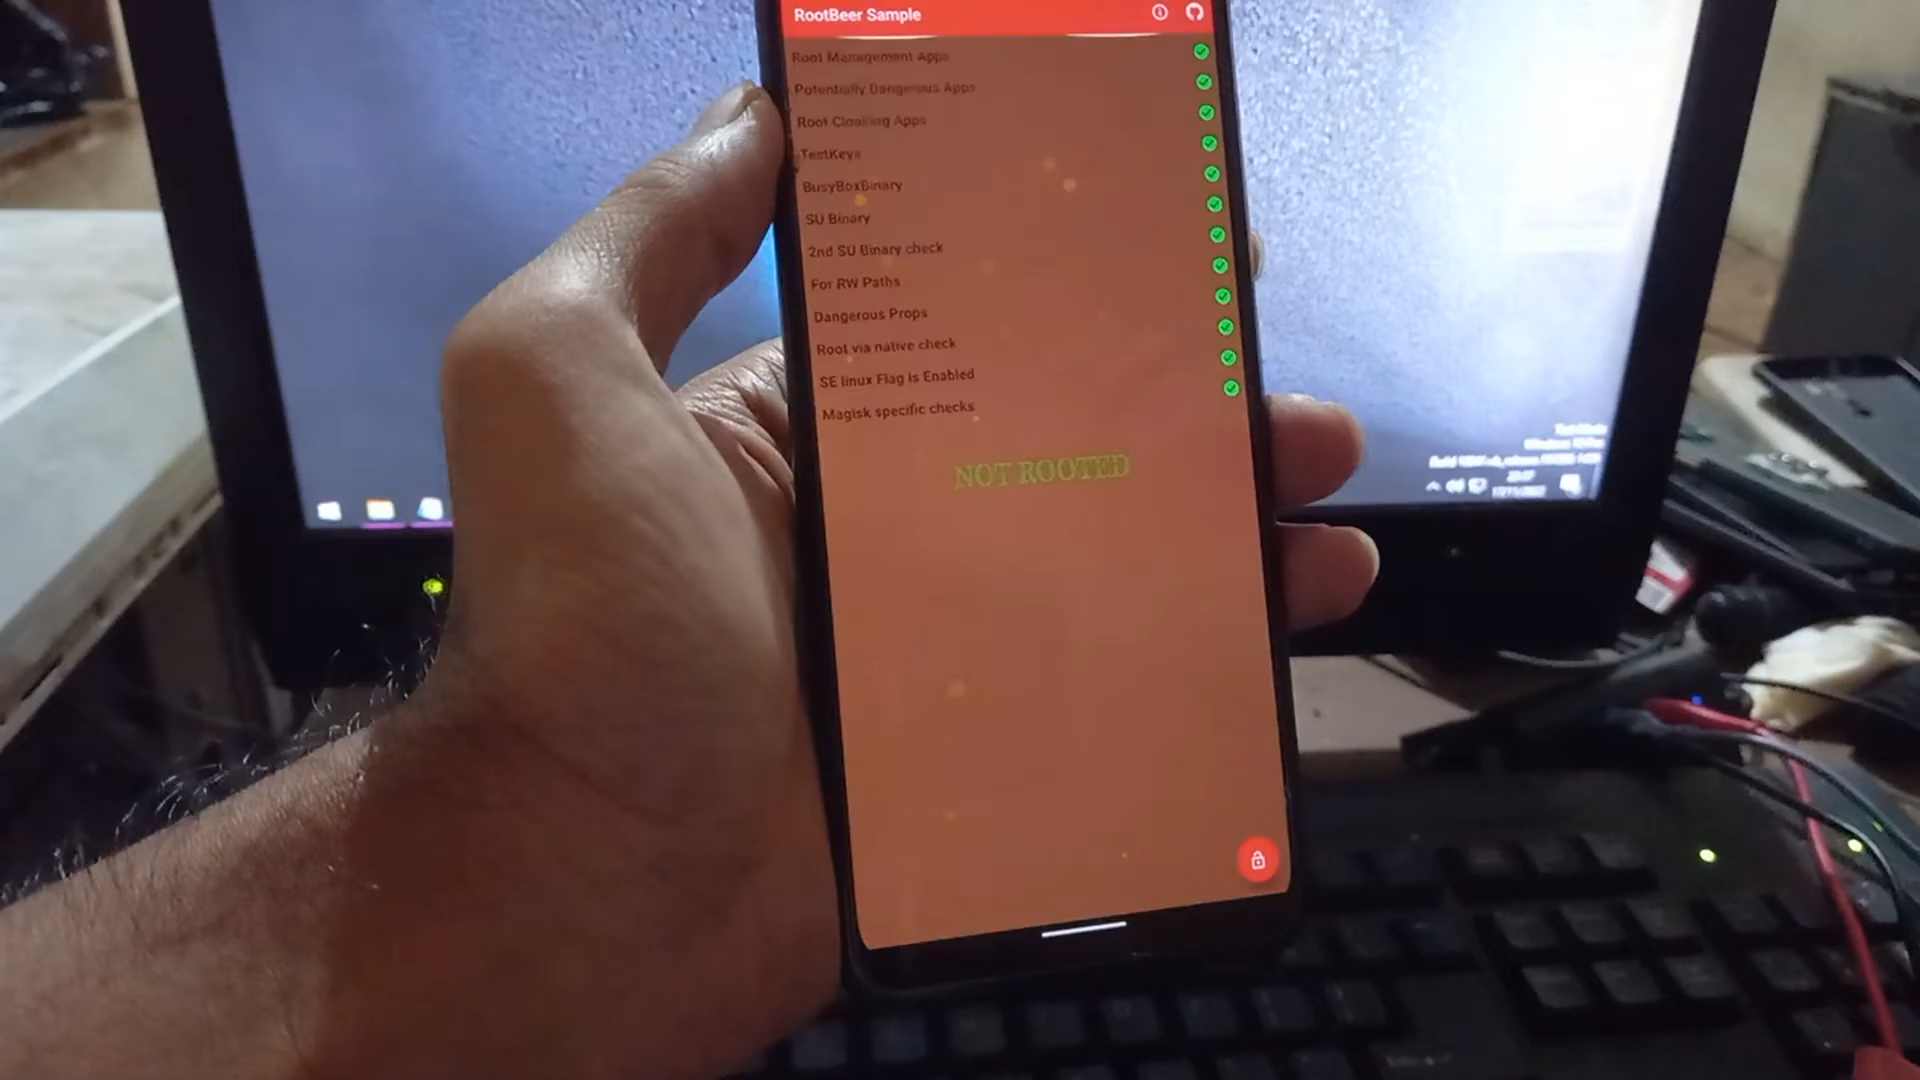 RootBeer Sample
Root Management Apps
Potentially Dangerous Apps
Root Cloaking Apps
TestKeys
BusyBoxBinary
SU Binary
2nd SU Binary check
For RW Paths
Dangerous Props
Root via native check
SE linux Flag Is Enabled
Magisk specific checks
NOT ROOTED
Test Mode